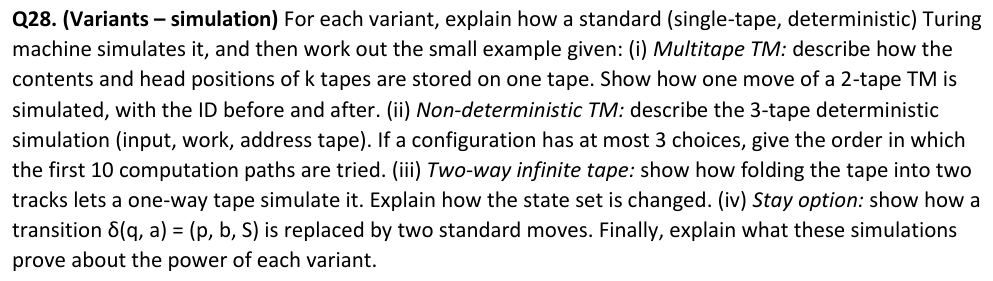 Q28. (Variants – simulation) For each variant, explain how a standard (single-tape, deterministic) Turing
machine simulates it, and then work out the small example given: (i) Multitape TM: describe how the
contents and head positions of k tapes are stored on one tape. Show how one move of a 2-tape TM is
simulated, with the ID before and after. (ii) Non-deterministic TM: describe the 3-tape deterministic
simulation (input, work, address tape). If a configuration has at most 3 choices, give the order in which
the first 10 computation paths are tried. (iii) Two-way infinite tape: show how folding the tape into two
tracks lets a one-way tape simulate it. Explain how the state set is changed. (iv) Stay option: show how a
transition δ(q, a) = (p, b, S) is replaced by two standard moves. Finally, explain what these simulations
prove about the power of each variant.